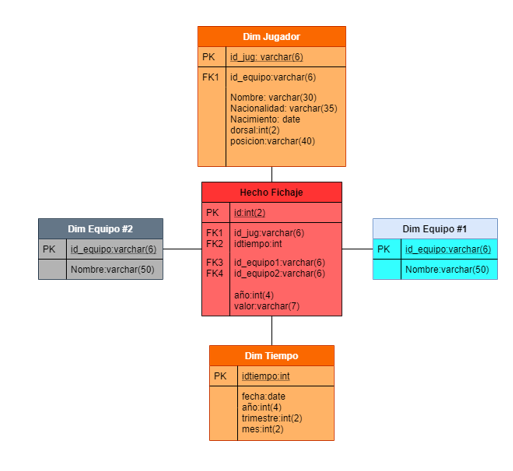 Dim Jugador
PK id_jug: varchar(6)
FK1 id_equipo:varchar(6)
Nombre: varchar(30)
Nacionalidad: varchar(35)
Nacimiento: date
dorsal:int(2)
posicion:varchar(40)
Hecho Fichaje
PK id:int(2)
FK1 id_jug:varchar(6)
FK2 idtiempo:int
FK3 id_equipo1:varchar(6)
FK4 id_equipo2:varchar(6)
año:int(4)
valor:varchar(7)
Dim Equipo #2
PK id_equipo:varchar(6)
Nombre:varchar(50)
Dim Equipo #1
PK id_equipo:varchar(6)
Nombre:varchar(50)
Dim Tiempo
PK idtiempo:int
fecha:date
año:int(4)
trimestre:int(2)
mes:int(2)